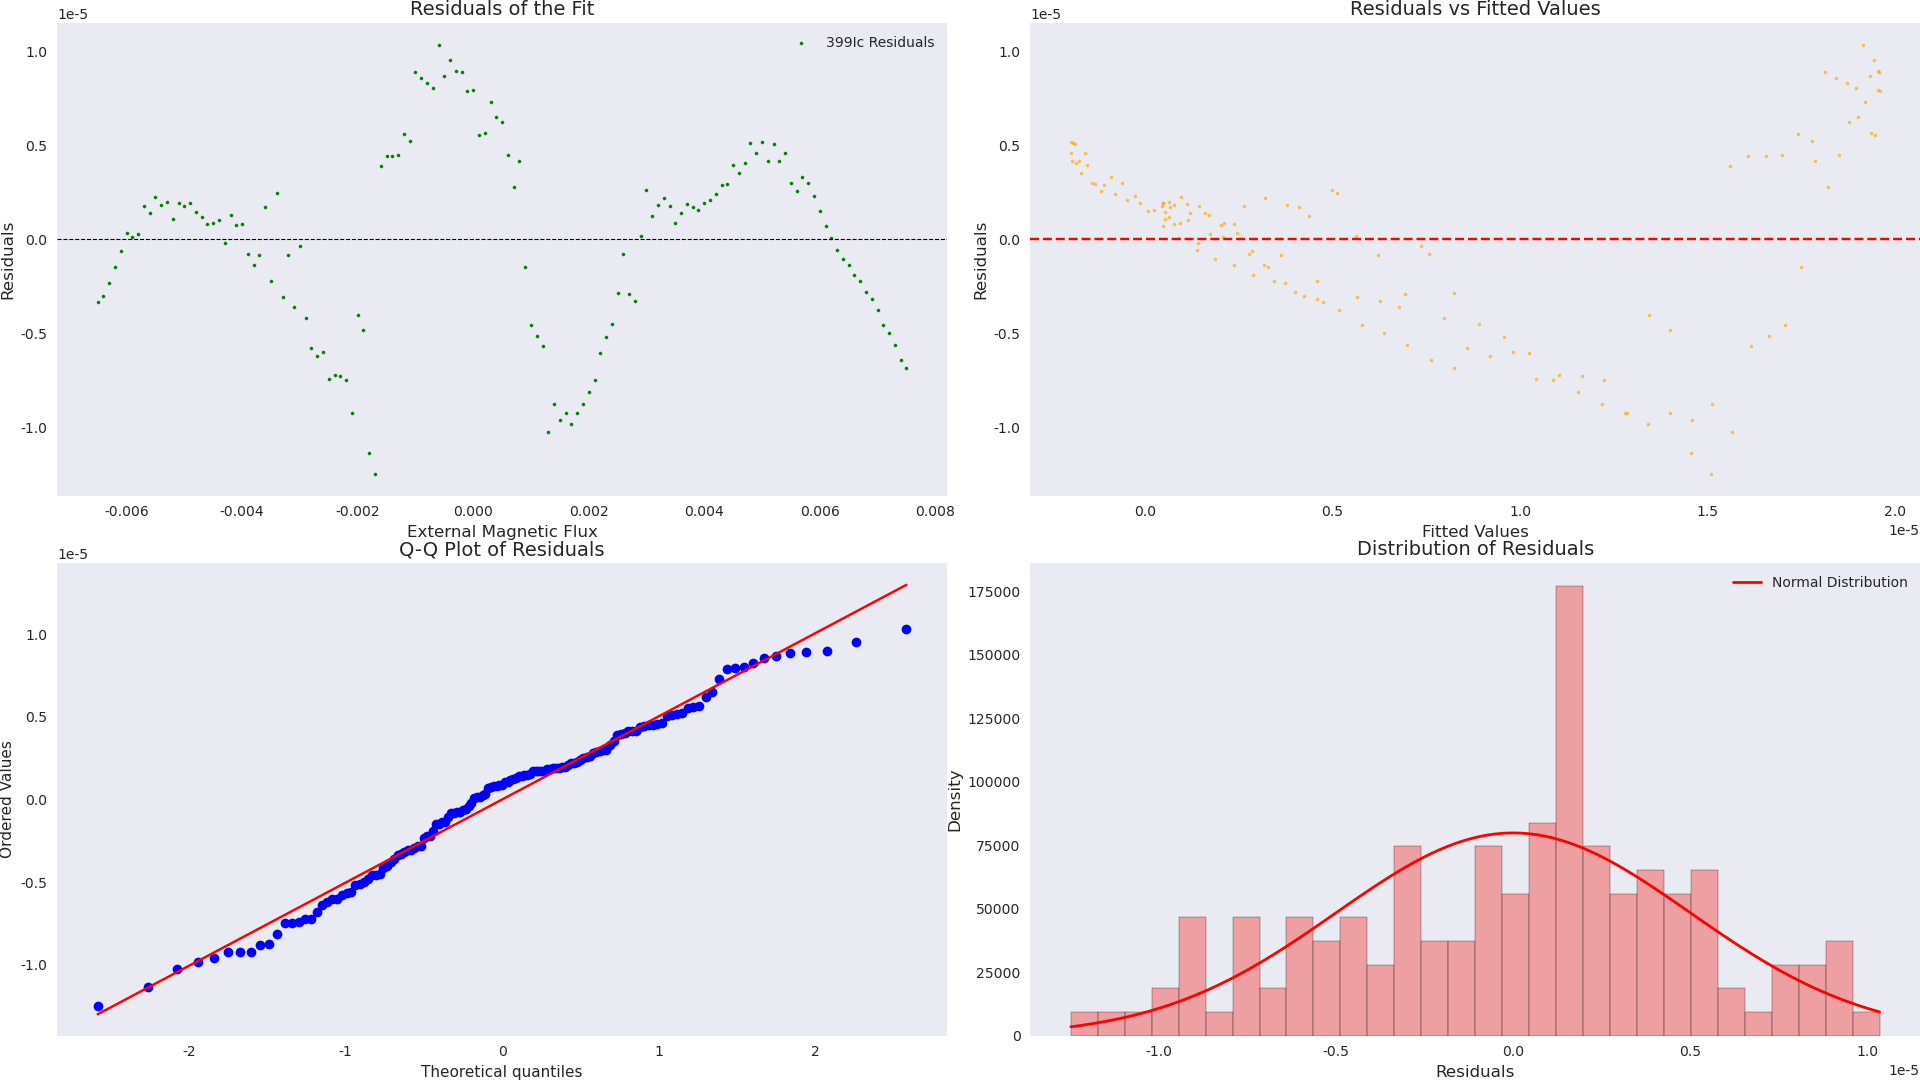 Residuals of the Fit
1e-5
399Ic Residuals
1.0
0.5
0.0
-0.5
-1.0
Residuals
-0.006 -0.004 -0.002 0.000 0.002 0.004 0.006 0.008
External Magnetic Flux
Residuals vs Fitted Values
1e-5
1.0
0.5
0.0
-0.5
-1.0
Residuals
0.0 0.5 1.0 1.5 2.0
1e-5
Fitted Values
Q-Q Plot of Residuals
1e-5
1.0
0.5
0.0
-0.5
-1.0
Ordered Values
-2 -1 0 1 2
Theoretical quantiles
Distribution of Residuals
Normal Distribution
175000
150000
125000
100000
75000
50000
25000
0
Density
-1.0 -0.5 0.0 0.5 1.0
1e-5
Residuals